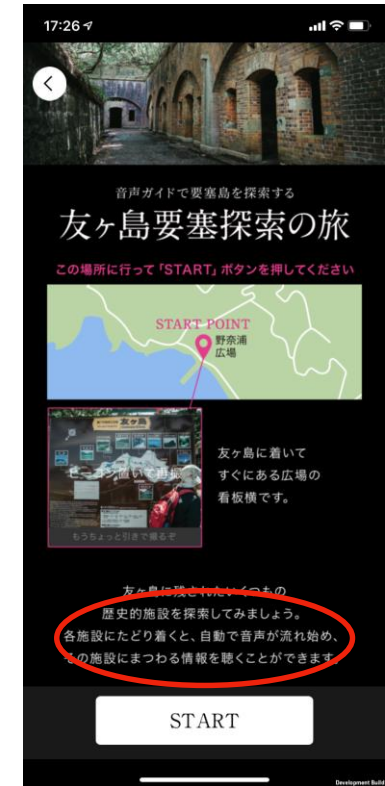 17:26
音声ガイドで要塞島を探索する
友ヶ島要塞探索の旅
この場所に行って「START」ボタンを押してください
START POINT
野奈浦
広場
友ヶ島
友ヶ島に着いて
すぐにある広場の
看板横です。
もうちょっと引きで撮るぞ
友ヶ島に残されたいくつもの
歴史的施設を探索してみましょう。
各施設にたどり着くと、自動で音声が流れ始め、
その施設にまつわる情報を聴くことができます。
START
Development Build